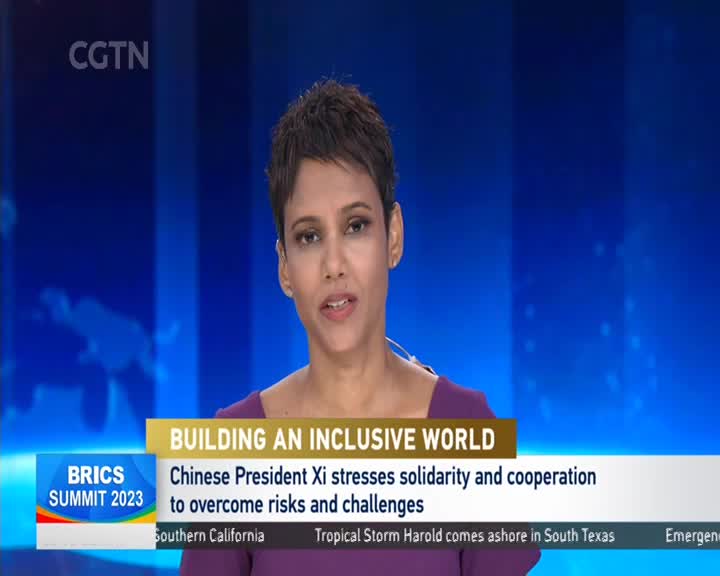 CGTN
BUILDING AN INCLUSIVE WORLD
BRICS
SUMMIT 2023
Chinese President Xi stresses solidarity and cooperation
to overcome risks and challenges
Southern California Tropical Storm Harold comes ashore in South Texas